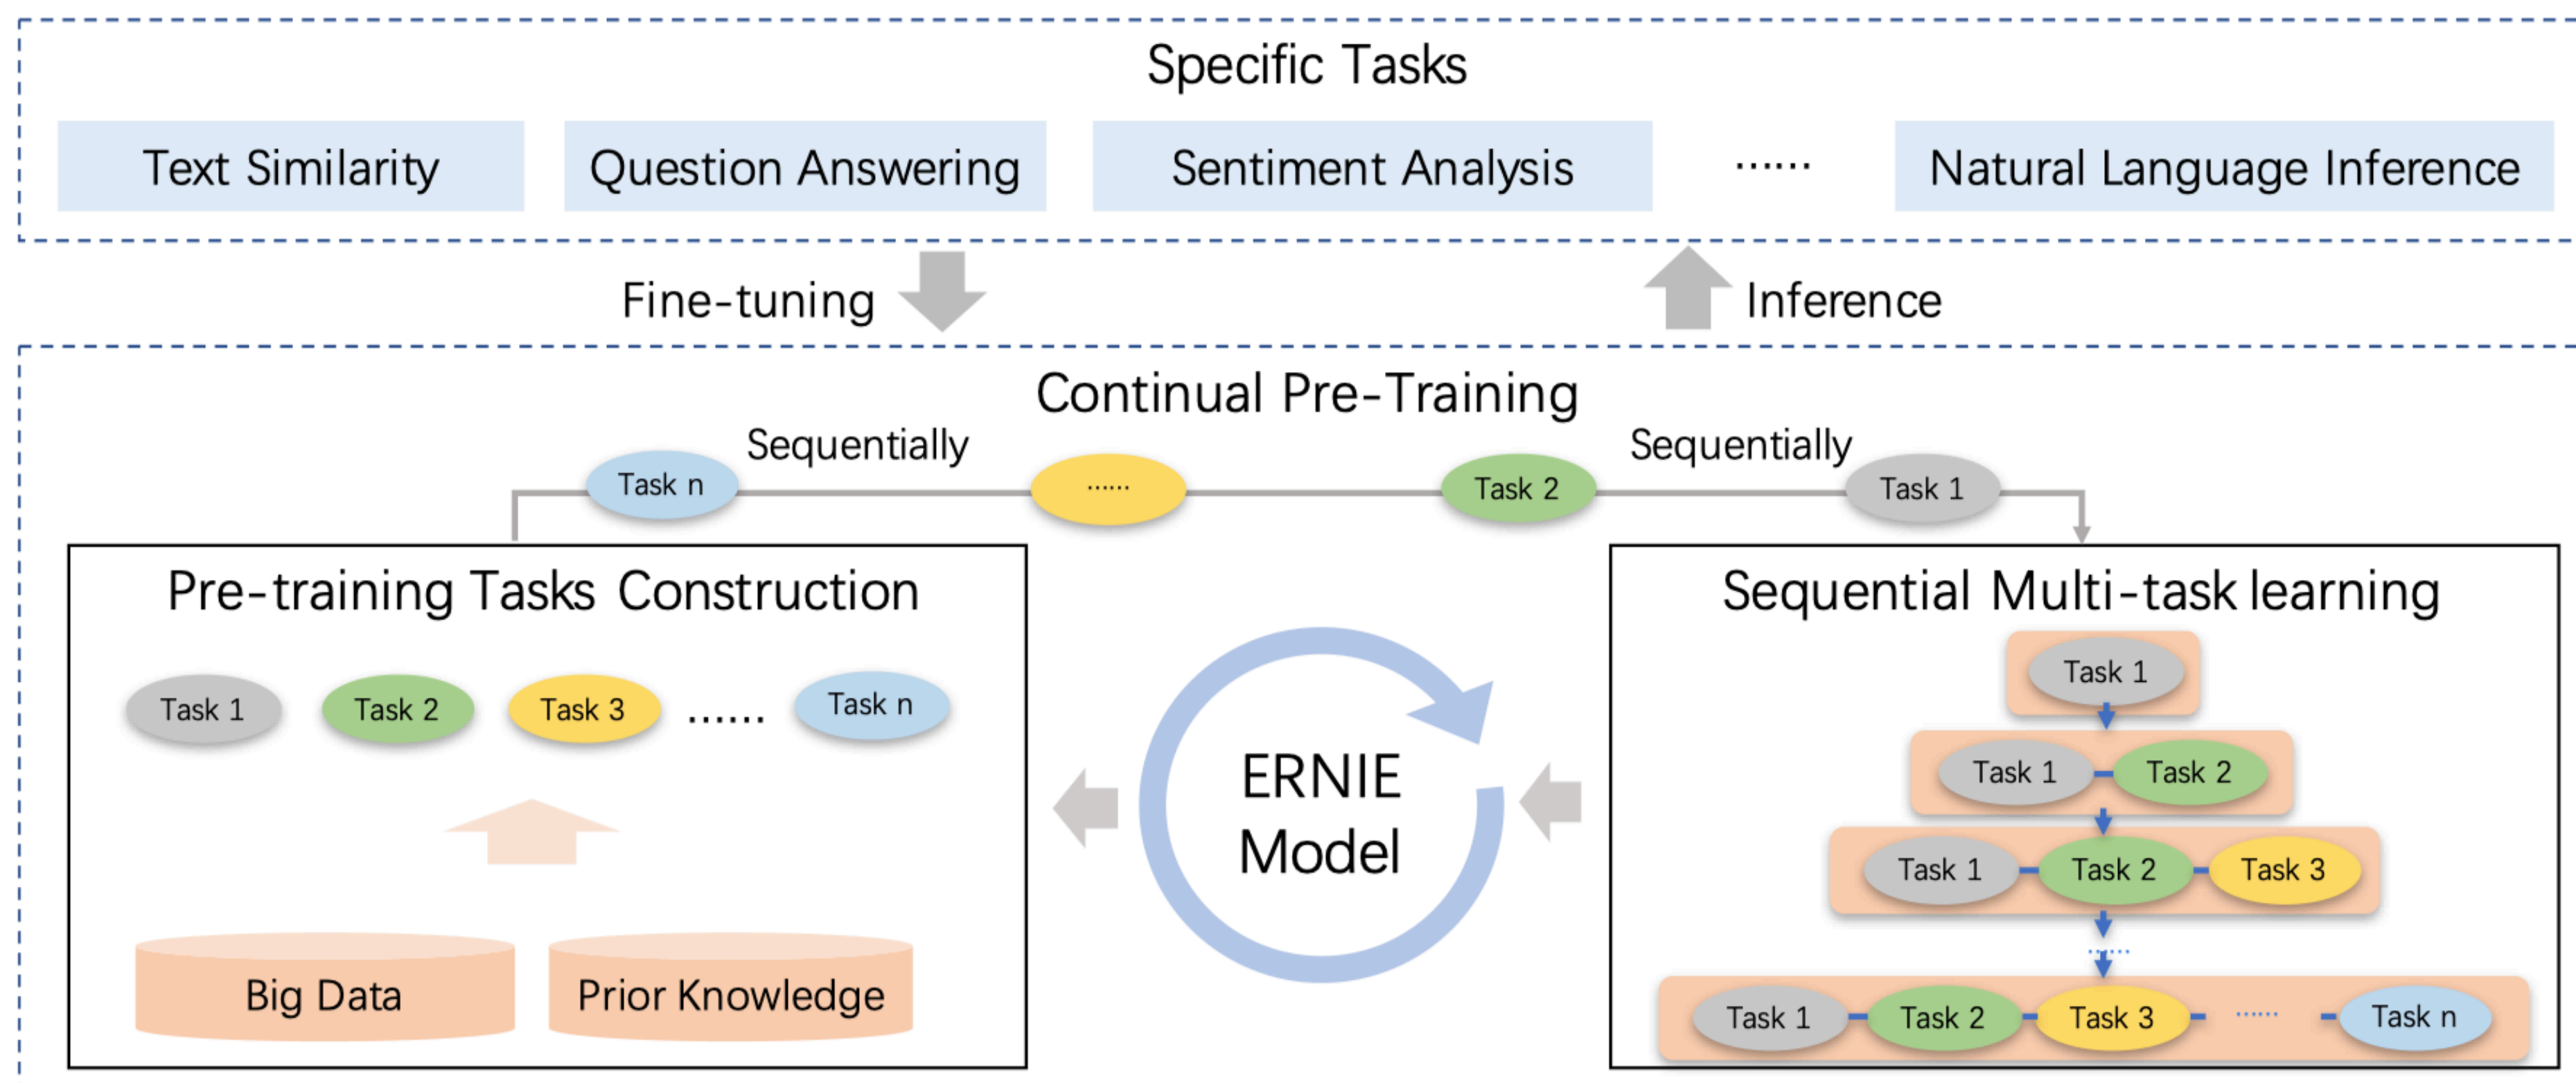 Specific Tasks
Text Similarity
Question Answering
Sentiment Analysis
······
Natural Language Inference
Fine-tuning
Inference
Continual Pre-Training
Sequentially
Sequentially
Task n
······
Task 2
Task 1
Pre-training Tasks Construction
Task 1
Task 2
Task 3
······
Task n
Big Data
Prior Knowledge
ERNIE
Model
Sequential Multi-task learning
Task 1
Task 1
Task 2
Task 1
Task 2
Task 3
······
Task 1
Task 2
Task 3
······
Task n